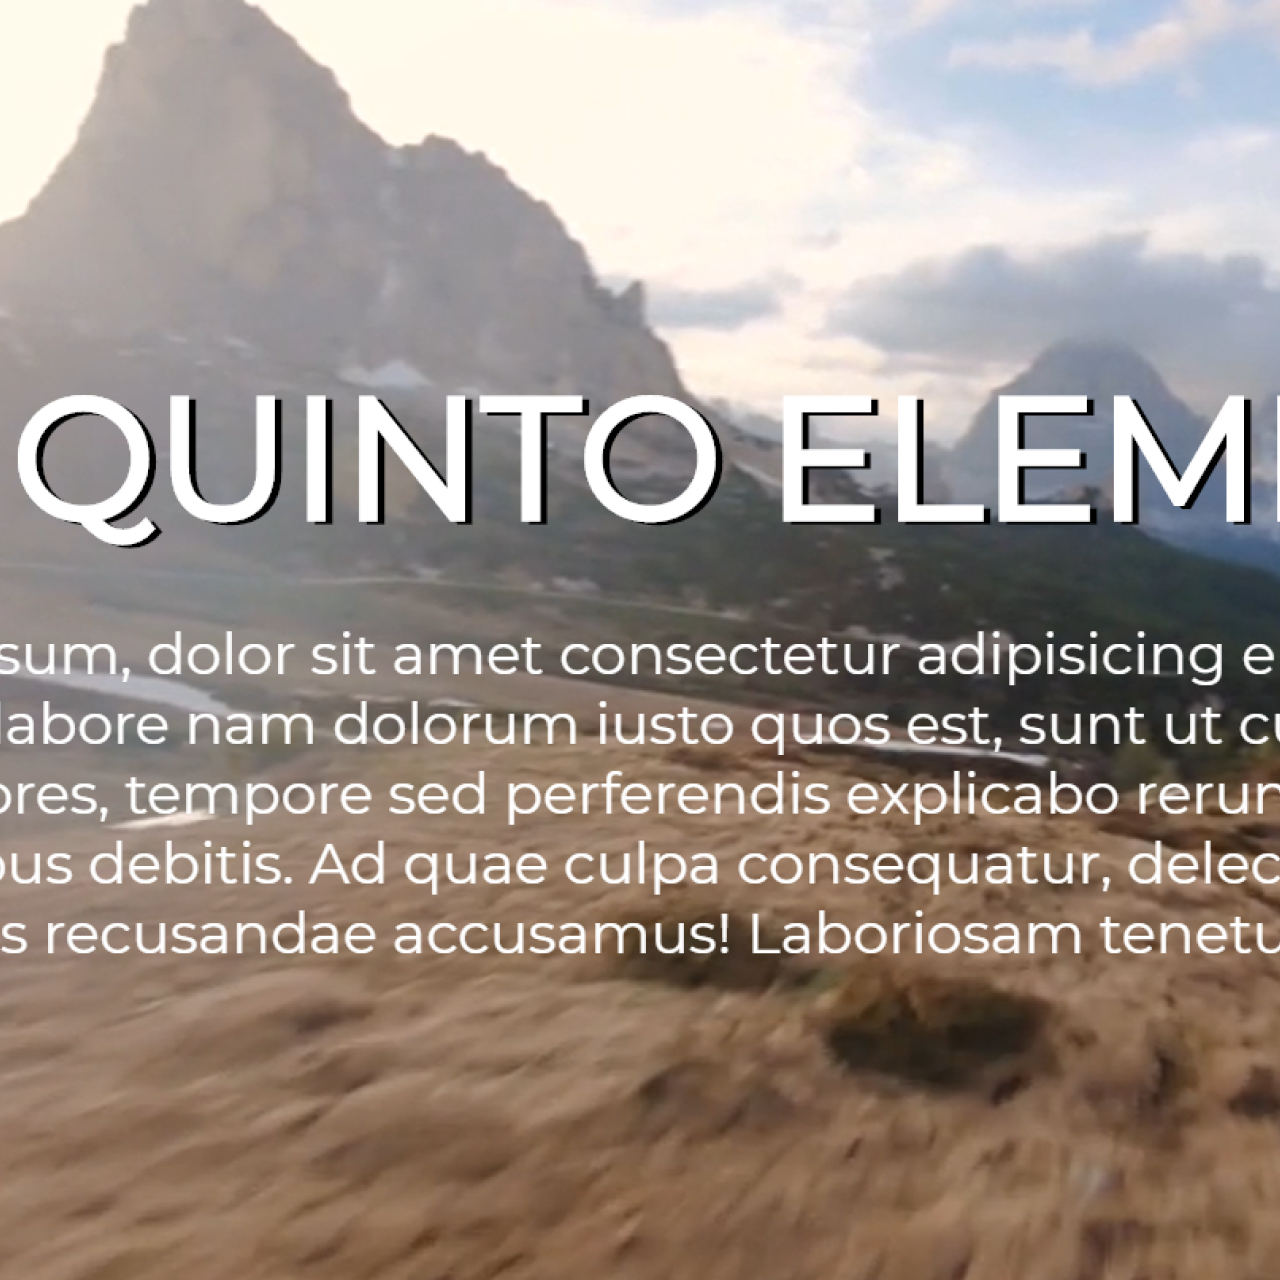 QUINTO ELEM
sum, dolor sit amet consectetur adipisicing e
labore nam dolorum iusto quos est, sunt ut cu
ores, tempore sed perferendis explicabo rerum
bus debitis. Ad quae culpa consequatur, delec
s recusandae accusamus! Laboriosam tenetu